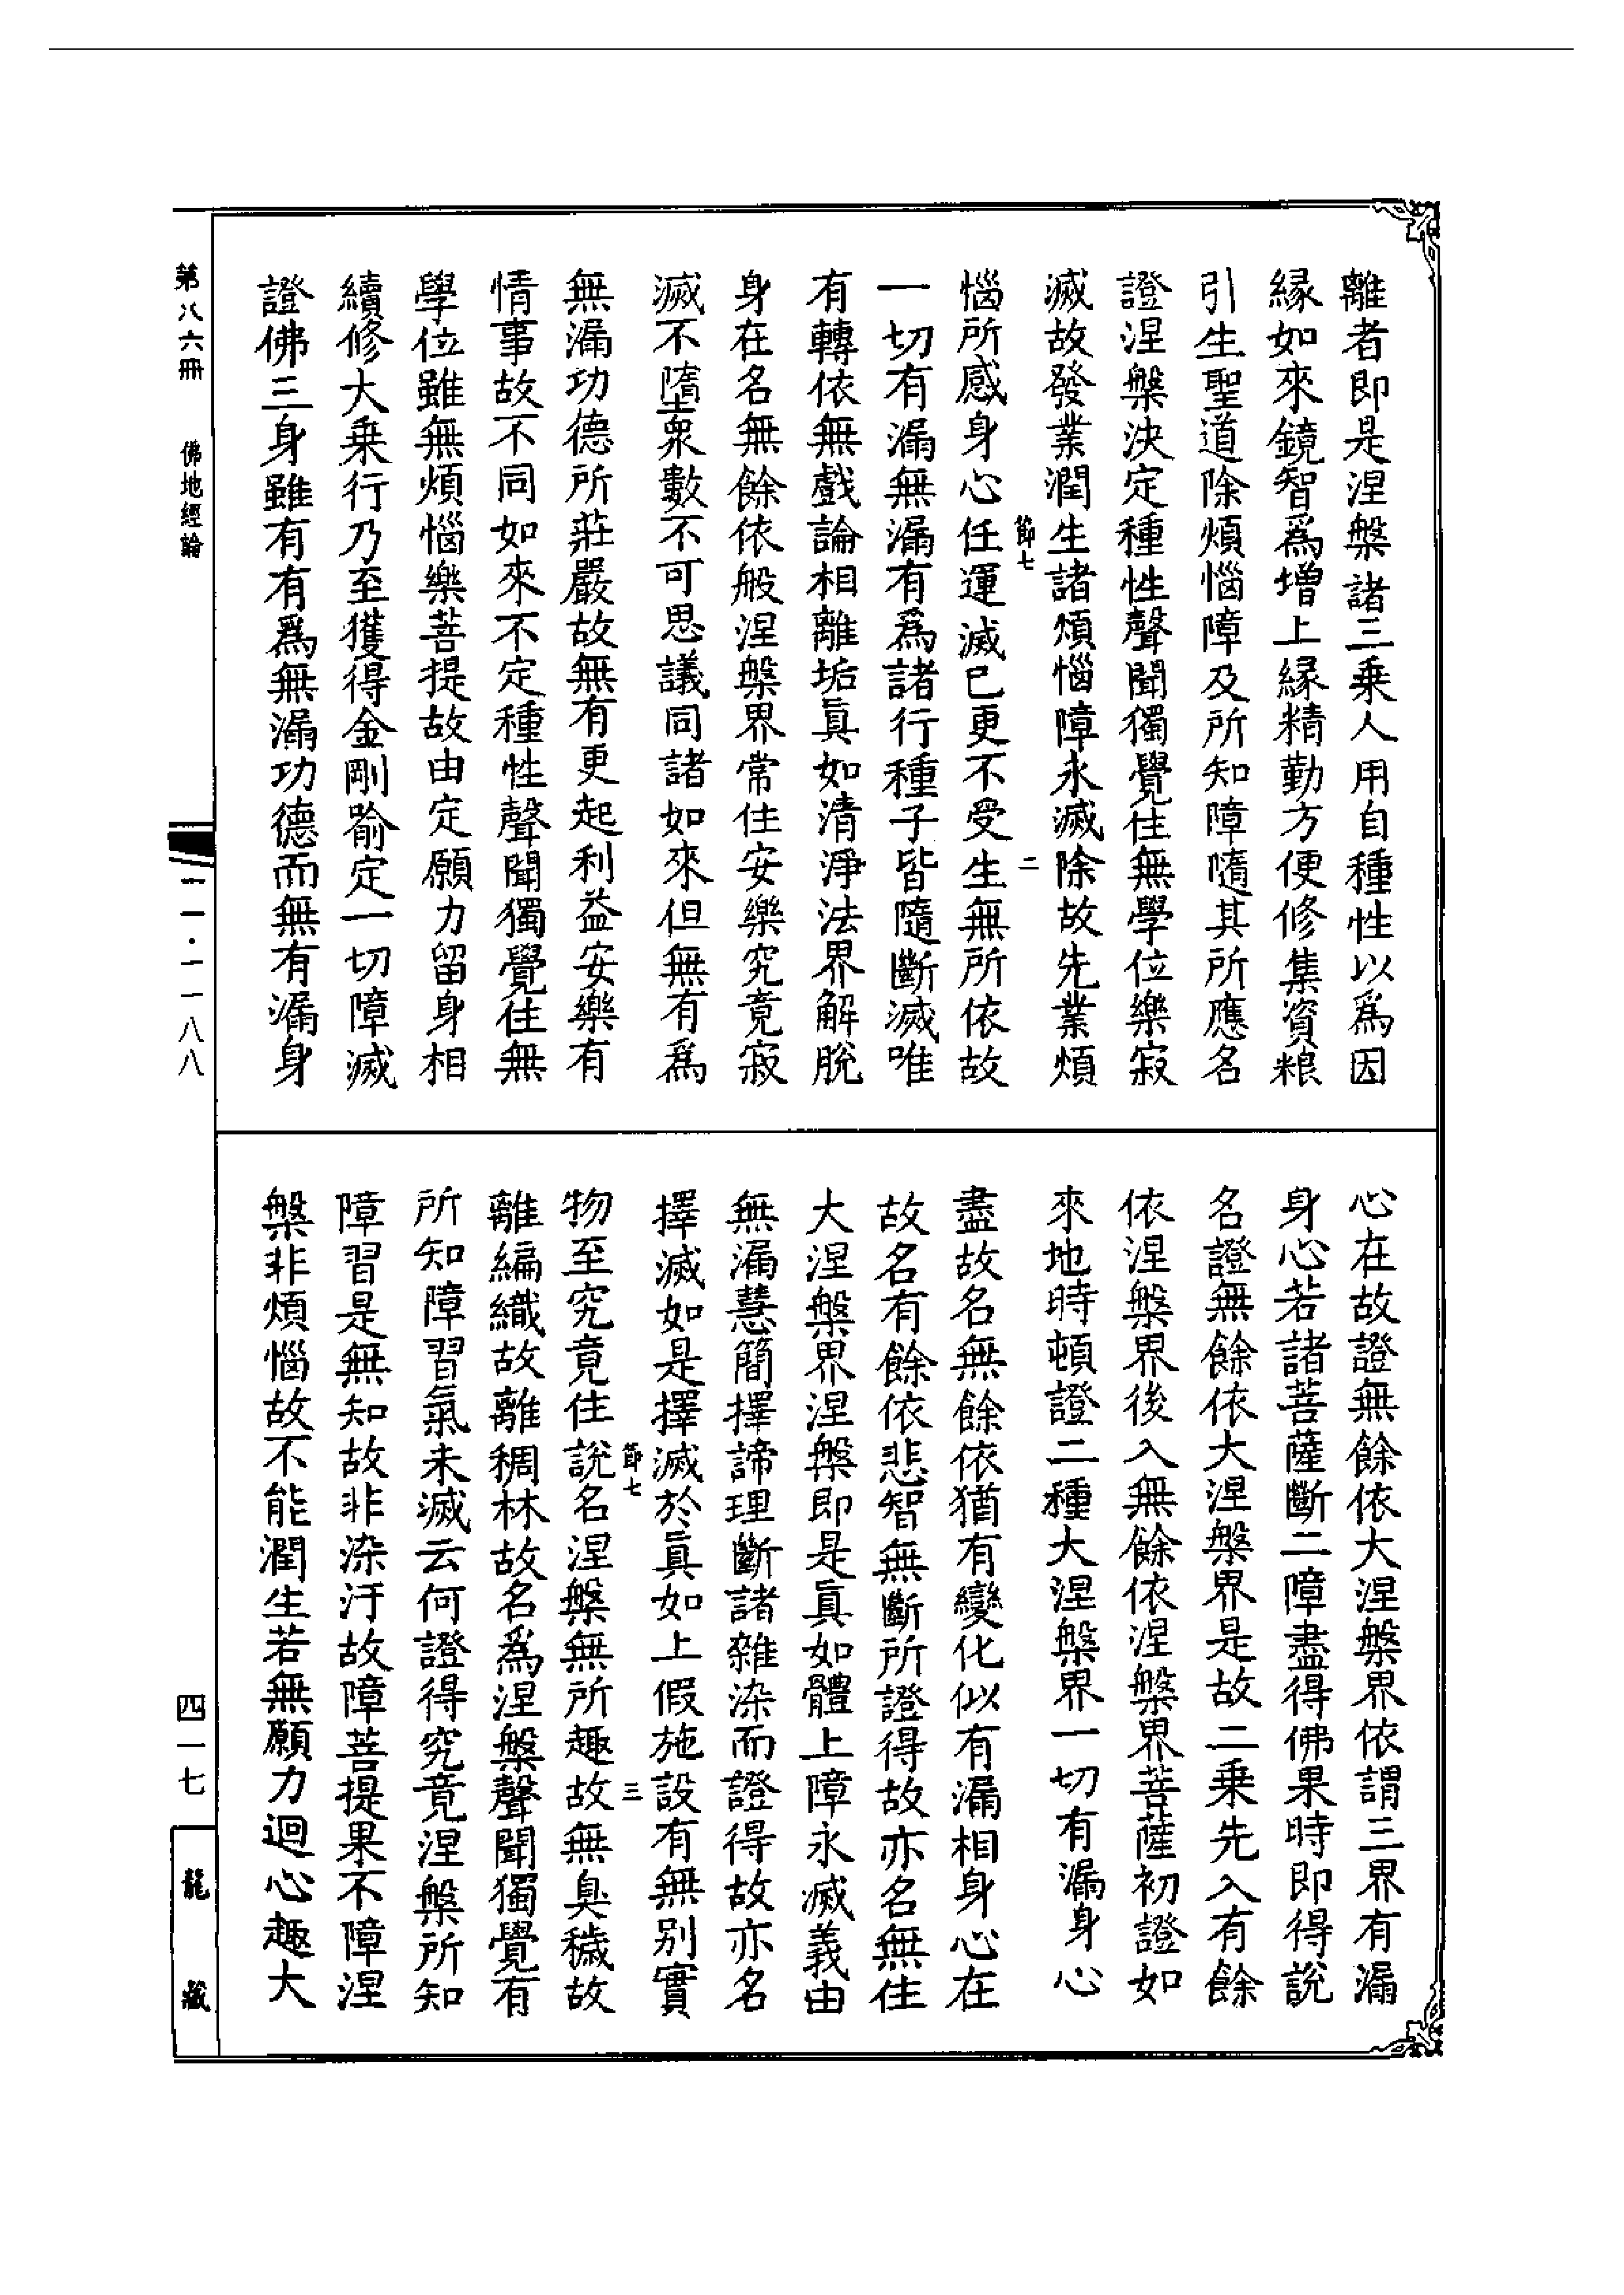 離者即是涅槃諸三乗人用自種性以爲因
縁如來鏡智爲增上縁精勤方便修集資粮
引生聖道除煩惱障及所知障隨其所應名
證涅槃決定種性聲聞獨覺住無學位樂寂
滅故發業潤生諸煩惱障永滅除故先業煩
節七
二
惱所感身心任運滅已更不受生無所依故
一切有漏無漏有爲諸行種子皆隨斷滅唯
有轉依無戲論相離垢眞如清淨法界解脫
身在名無餘依般涅槃界常住安樂究竟寂
滅不墮衆數不可思議同諸如來但無有爲
無漏功德所莊嚴故無有更起利益安樂有
情事故不同如來不定種性聲聞獨覺住無
學位雖無煩惱樂菩提故由定願力留身相
續修大乗行乃至獲得金剛喻定一切障滅
證佛三身雖有有爲無漏功德而無有漏身
心在故證無餘依大涅槃界依謂三界有漏
身心若諸菩薩斷二障盡得佛果時即得說
名證無餘依大涅槃界是故二乗先入有餘
依涅槃界後入無餘依涅槃界菩薩初證如
來地時頓證二種大涅槃界一切有漏身心
盡故名無餘依猶有變化似有漏相身心在
故名有餘依悲智無斷所證得故亦名無住
大涅槃界涅槃即是眞如體上障永滅義由
無漏慧簡擇諦理斷諸雜染而證得故亦名
擇滅如是擇滅於眞如上假施設有無別實
節七
三
物至究竟住說名涅槃無所趣故無臭穢故
離編織故離稠林故名爲涅槃聲聞獨覺有
所知障習氣未滅云何證得究竟涅槃所知
障習是無知故非染汙故障菩提果不障涅
槃非煩惱故不能潤生若無願力迴心趣大
第八六冊
佛地經論
一一·一一八八
四一七
龍藏